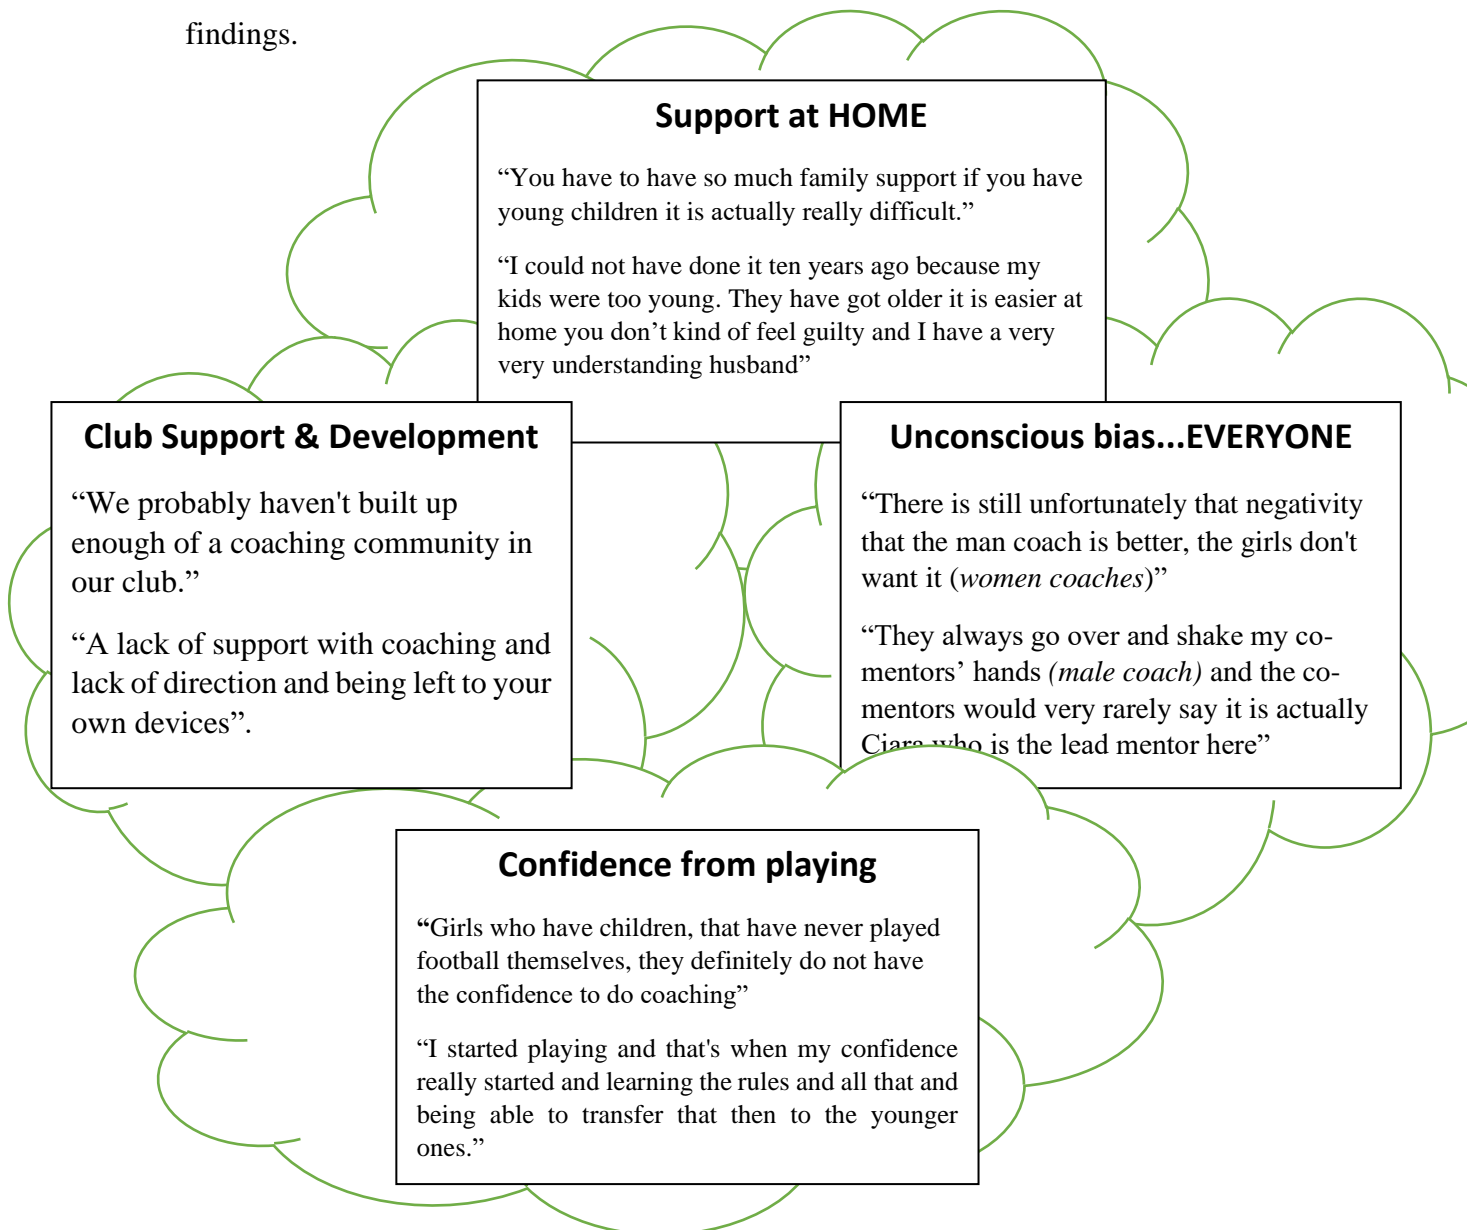 findings.
Support at HOME
“You have to have so much family support if you have
young children it is actually really difficult.”
“I could not have done it ten years ago because my
kids were too young. They have got older it is easier at
home you don’t kind of feel guilty and I have a very
very understanding husband”
Club Support & Development
“We probably haven't built up
enough of a coaching community in
our club.”
“A lack of support with coaching and
lack of direction and being left to your
own devices”.
Unconscious bias...EVERYONE
“There is still unfortunately that negativity
that the man coach is better, the girls don't
want it (women coaches)”
“They always go over and shake my co-
mentors’ hands (male coach) and the co-
mentors would very rarely say it is actually
Ciara who is the lead mentor here”
Confidence from playing
“Girls who have children, that have never played
football themselves, they definitely do not have
the confidence to do coaching”
“I started playing and that's when my confidence
really started and learning the rules and all that and
being able to transfer that then to the younger
ones.”